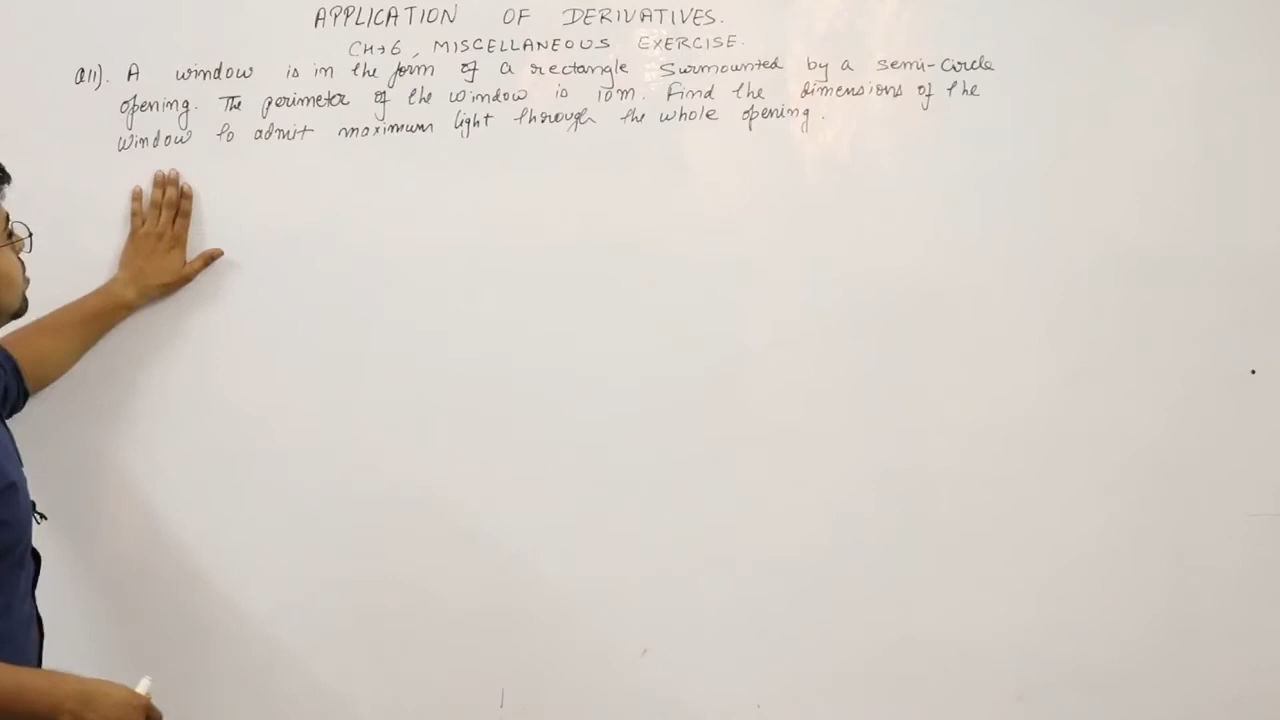 APPLICATION OF DERIVATIVES.
CH→6, MISCELLANEOUS EXERCISE.
Q11). A window is in the form of a rectangle surmounted by a semi-circle
opening. The perimeter of the window is 10m. Find the dimensions of the
window to admit maximum light through the whole opening.